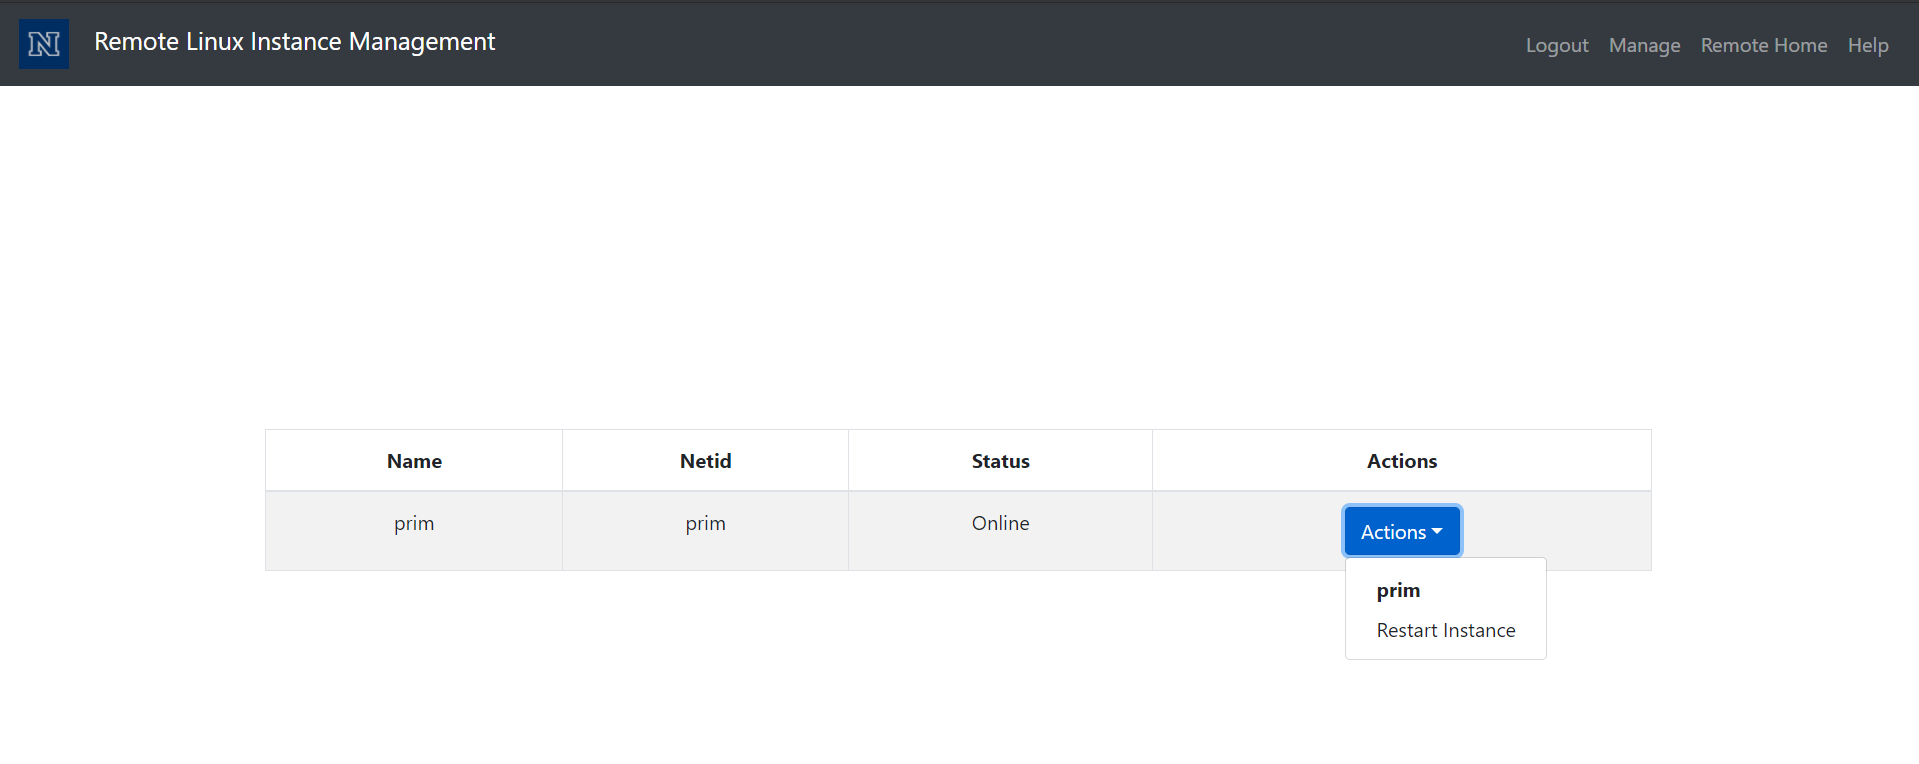 N Remote Linux Instance Management Logout Manage Remote Home Help
Name Netid Status Actions
prim prim Online Actions
prim
Restart Instance